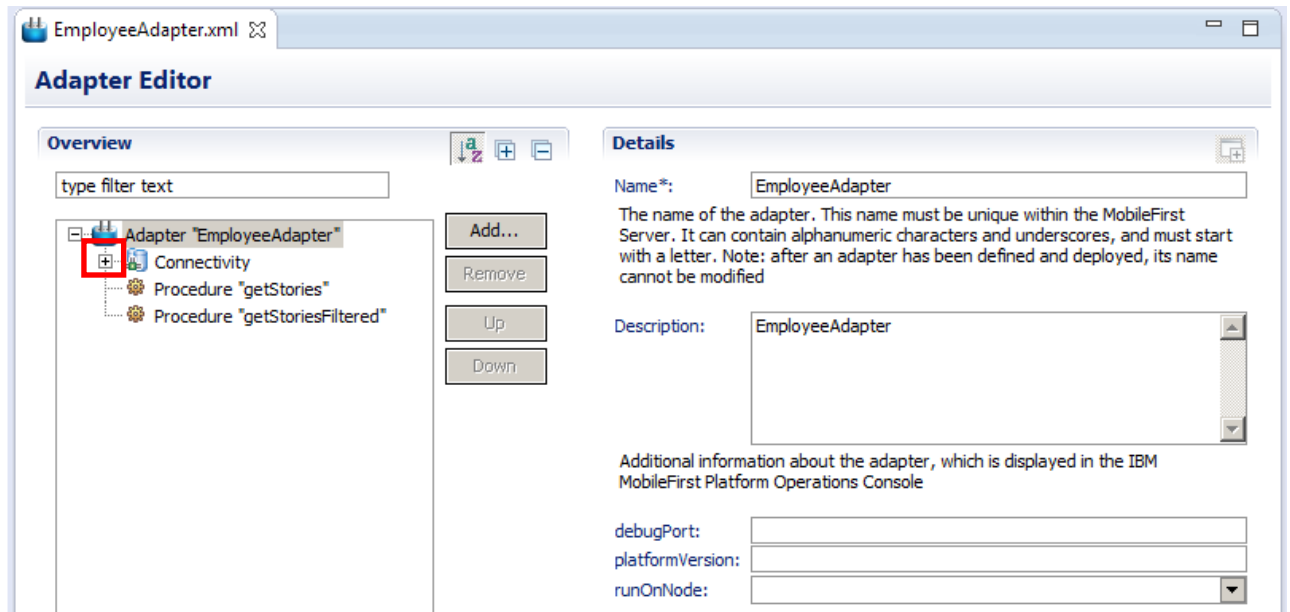 EmployeeAdapter.xml
Adapter Editor
Overview
type filter text
Adapter "EmployeeAdapter"
Connectivity
Procedure "getStories"
Procedure "getStoriesFiltered"
Add...
Remove
Up
Down
Details
Name*:
EmployeeAdapter
The name of the adapter. This name must be unique within the MobileFirst
Server. It can contain alphanumeric characters and underscores, and must start
with a letter. Note: after an adapter has been defined and deployed, its name
cannot be modified
Description:
EmployeeAdapter
Additional information about the adapter, which is displayed in the IBM
MobileFirst Platform Operations Console
debugPort:
platformVersion:
runOnNode: